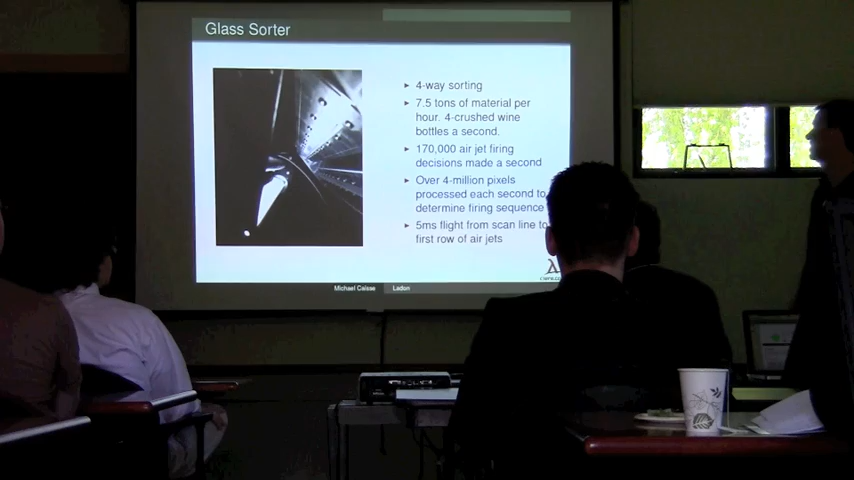 Glass Sorter
4-way sorting
7.5 tons of material per
hour. 4-crushed wine
bottles a second.
170,000 air jet firing
decisions made a second
Over 4-million pixels
processed each second to
determine firing sequence
5ms flight from scan line to
first row of air jets
Michael Caisse Ladon